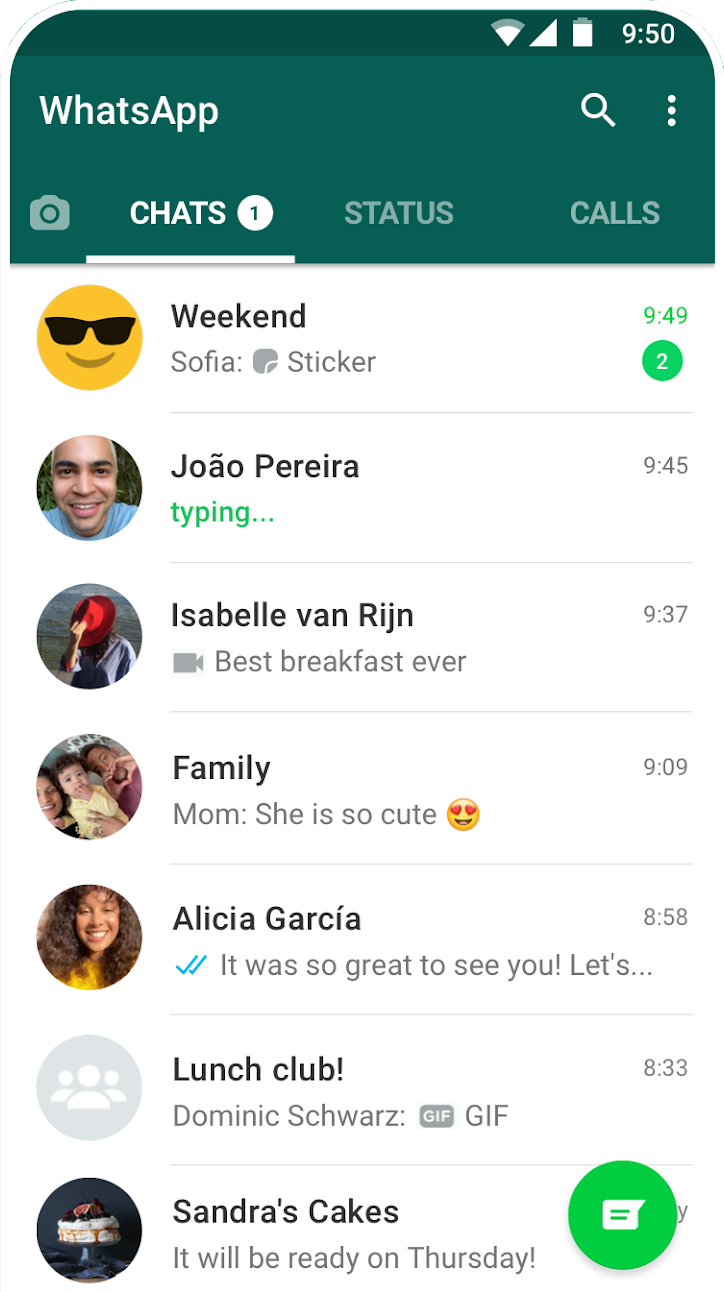 9:50
WhatsApp
CHATS 1 STATUS CALLS
Weekend 9:49
Sofia: Sticker 2
João Pereira 9:45
typing...
Isabelle van Rijn 9:37
Best breakfast ever
Family 9:09
Mom: She is so cute 😍
Alicia García 8:58
It was so great to see you! Let's...
Lunch club! 8:33
Dominic Schwarz: GIF GIF
Sandra's Cakes
It will be ready on Thursday!